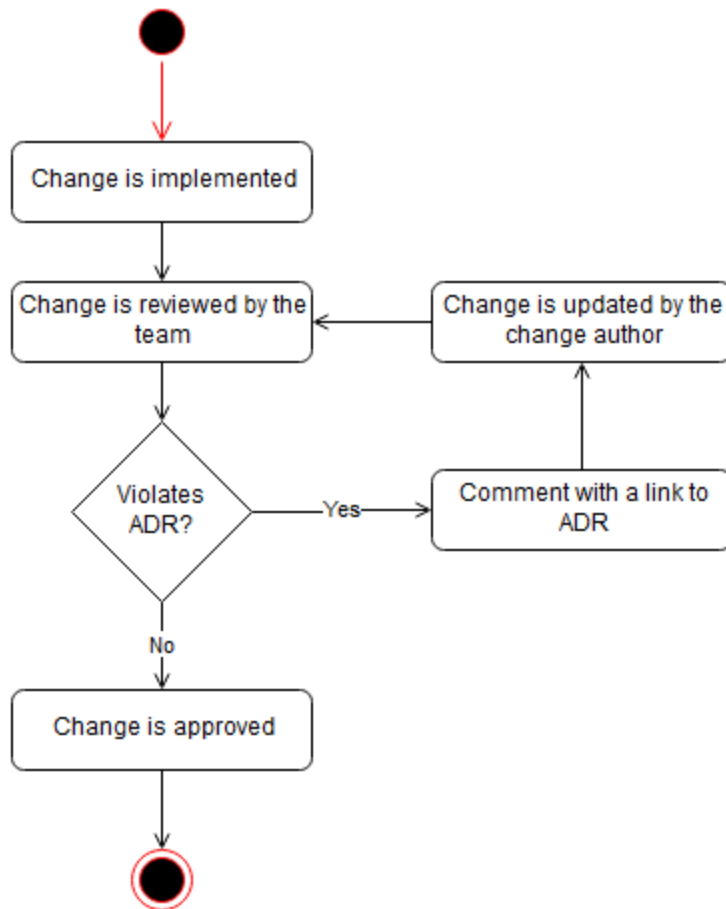 Change is implemented
Change is reviewed by the
team
Change is updated by the
change author
Violates
ADR?
Yes
Comment with a link to
ADR
No
Change is approved